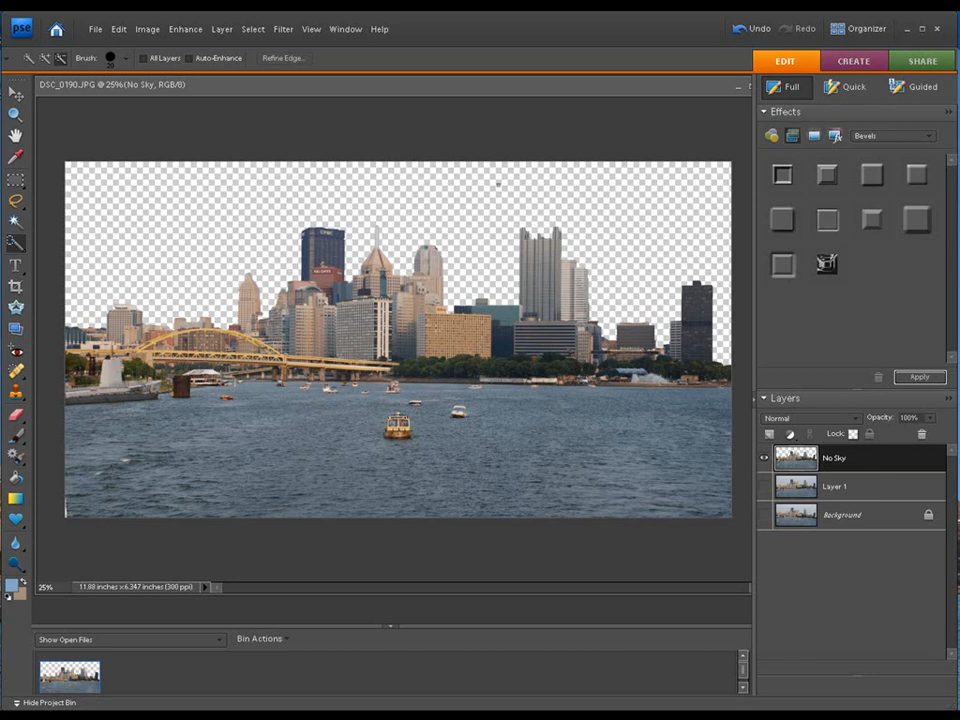 pse File Edit Image Enhance Layer Select Filter View Window Help Undo Redo Organizer
Brush: 20 All Layers Auto-Enhance Refine Edge... EDIT CREATE SHARE
DSC_0190.JPG @ 25%(No Sky, RGB/8)
Full Quick Guided
Effects
Bevels
Apply
Layers
Normal Opacity: 100%
Lock:
No Sky
Layer 1
Background
25% 11.88 inches x 6.347 inches (300 ppi)
Show Open Files Bin Actions
Hide Project Bin